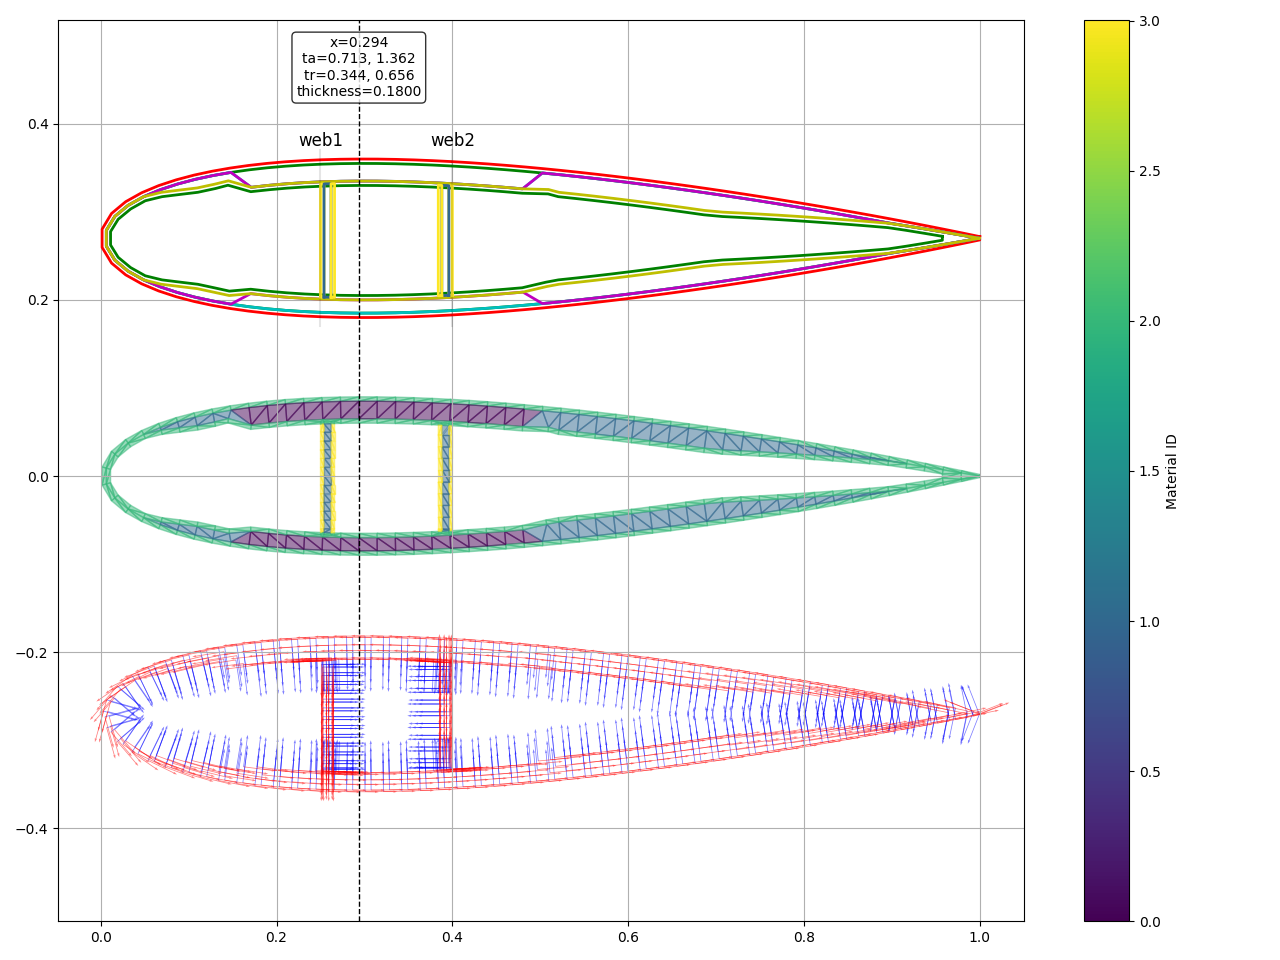 x=0.294
ta=0.713, 1.362
tr=0.344, 0.656
thickness=0.1800
web1 web2
0.4
0.2
0.0
−0.2
−0.4
0.0 0.2 0.4 0.6 0.8 1.0
3.0
2.5
2.0
1.5
1.0
0.5
0.0
Material ID